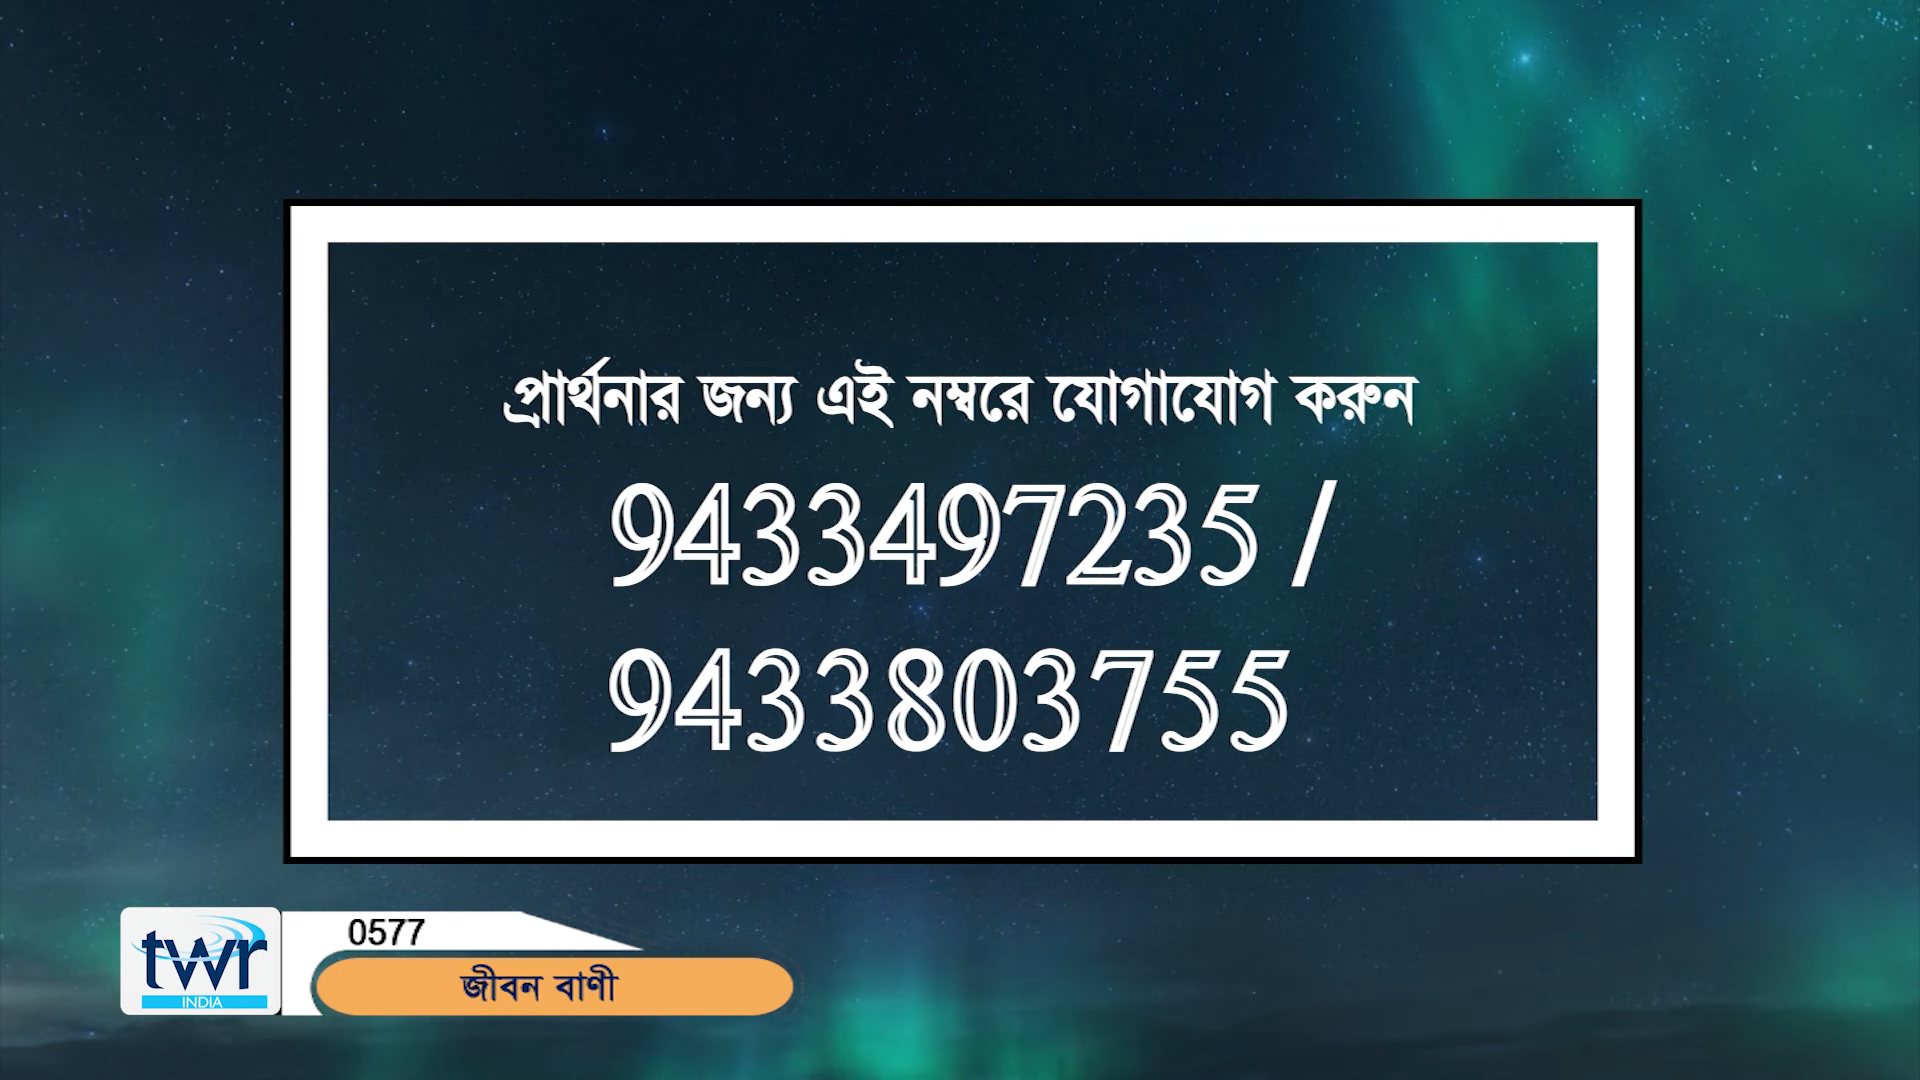 প্রার্থনার জন্য এই নম্বরে যোগাযোগ করুন
9433497235 /
9433803755
twr
INDIA
0577
জীবন বাণী